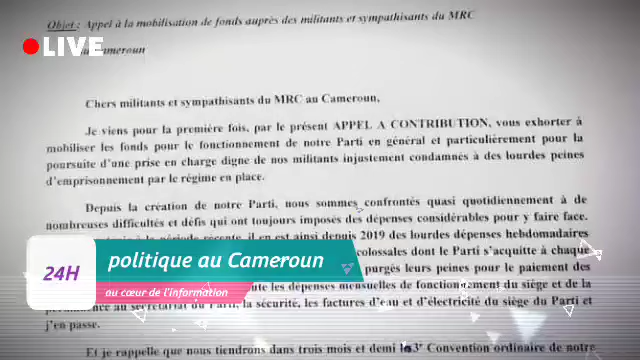 Objet : Appel à la mobilisation de fonds auprès des militants et sympathisants du MRC
LIVE
Cameroun
Chers militants et sympathisants du MRC au Cameroun,
Je viens pour la première fois, par le présent APPEL A CONTRIBUTION, vous exhorter à
mobiliser les fonds pour le fonctionnement de notre Parti en général et particulièrement pour la
poursuite d'une prise en charge digne de nos militants injustement condamnés à des lourdes peines
d'emprisonnement par le régime en place.
Depuis la création de notre Parti, nous sommes confrontés quasi quotidiennement à de
nombreuses difficultés et défis qui ont toujours imposés des dépenses considérables pour y faire face.
il en est ainsi depuis 2019 des lourdes dépenses hebdomadaires
colossales dont le Parti s'acquitte à chaque
purgés leurs peines pour le paiement des
les dépenses mensuelles de fonctionnement du siège et de la
au secrétariat du Parti, la sécurité, les factures d'eau et d'électricité du siège du Parti et
j'en passe.
Et je rappelle que nous tiendrons dans trois mois et demi la 3e Convention ordinaire de notre
24H
politique au Cameroun
au cœur de l'information